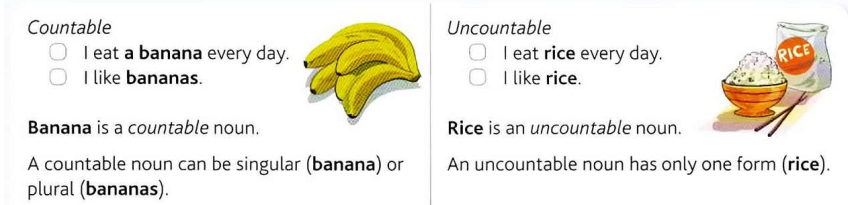 Countable
I eat a banana every day.
I like bananas.
Banana is a countable noun.
A countable noun can be singular (banana) or
plural (bananas).
Uncountable
I eat rice every day.
I like rice.
RICE
Rice is an uncountable noun.
An uncountable noun has only one form (rice).